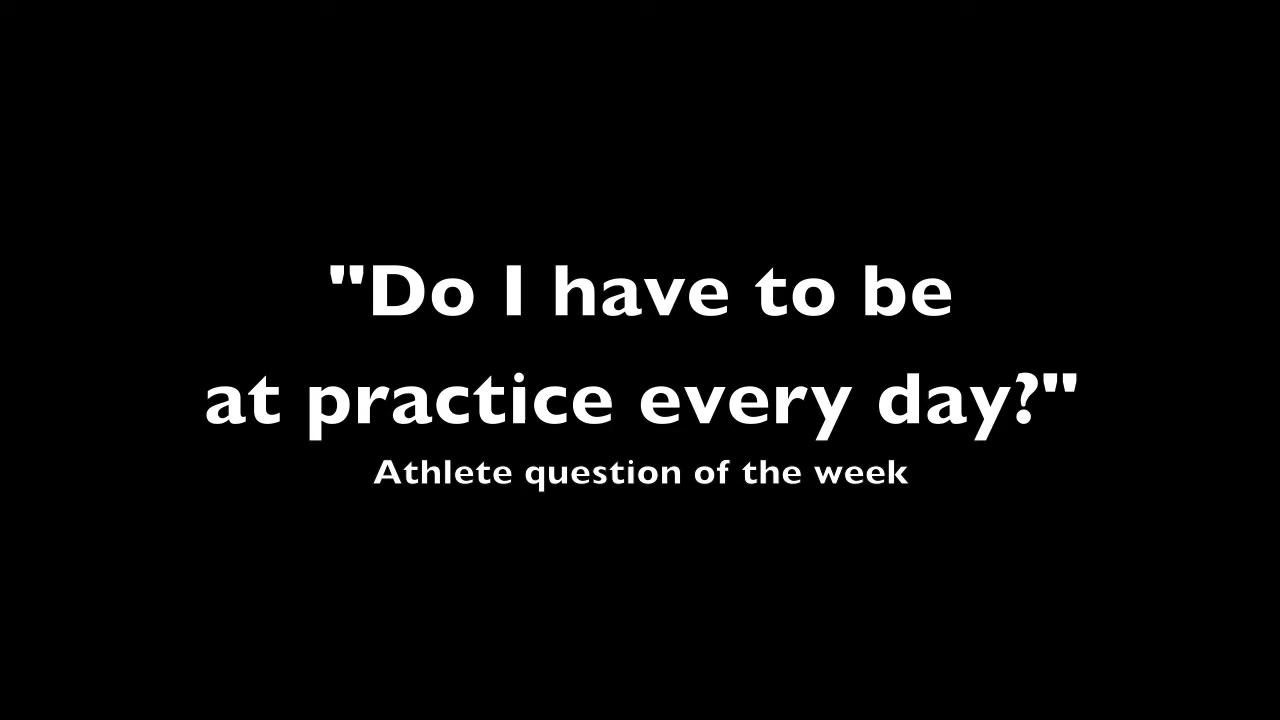 "Do I have to be
at practice every day?"
Athlete question of the week